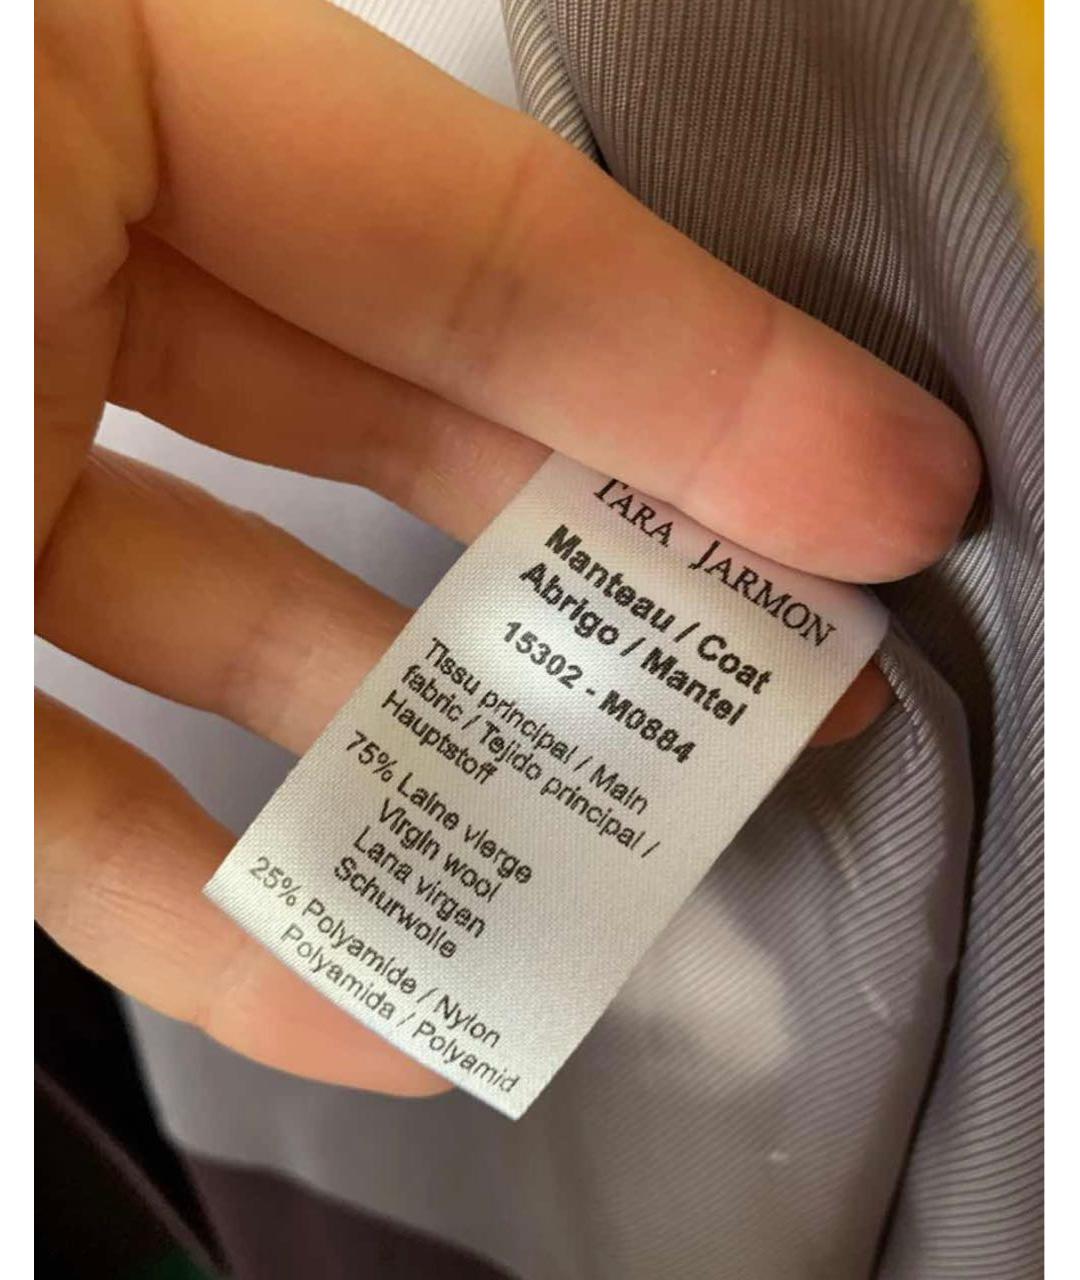 TARA JARMON
Manteau / Coat
Abrigo / Mantel
15302 - M0884
Tissu principal / Main
fabric / Tejido principal /
Hauptstoff
75% Laine vierge
Virgin wool
Lana virgen
Schurwolle
25% Polyamide / Nylon
Polyamida / Polyamid